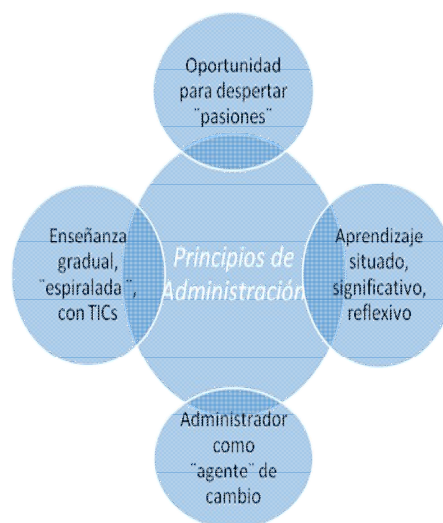 Oportunidad
para despertar
¨pasiones¨
Enseñanza
gradual,
¨espiralada¨,
con TICs
Principios de
Administración
Aprendizaje
situado,
significativo,
reflexivo
Administrador
como
¨agente¨ de
cambio